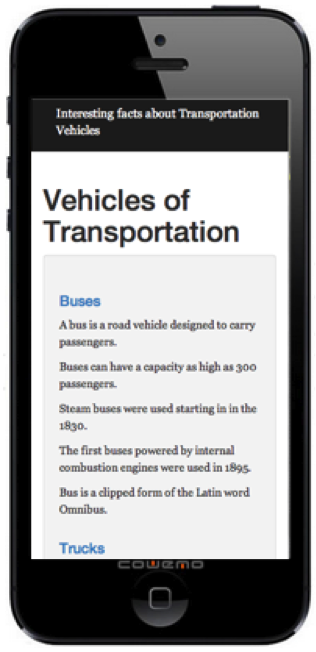 Interesting facts about Transportation
Vehicles
Vehicles of
Transportation
Buses
A bus is a road vehicle designed to carry
passengers.
Buses can have a capacity as high as 300
passengers.
Steam buses were used starting in in the
1830.
The first buses powered by internal
combustion engines were used in 1895.
Bus is a clipped form of the Latin word
Omnibus.
Trucks
cowemo